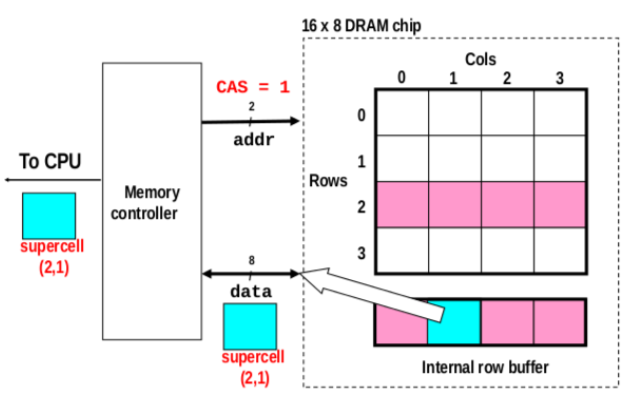 16 x 8 DRAM chip
Cols
0 1 2 3
CAS = 1
2
addr
0
1
Rows
2
3
To CPU
supercell
(2,1)
Memory
controller
8
data
supercell
(2,1)
Internal row buffer